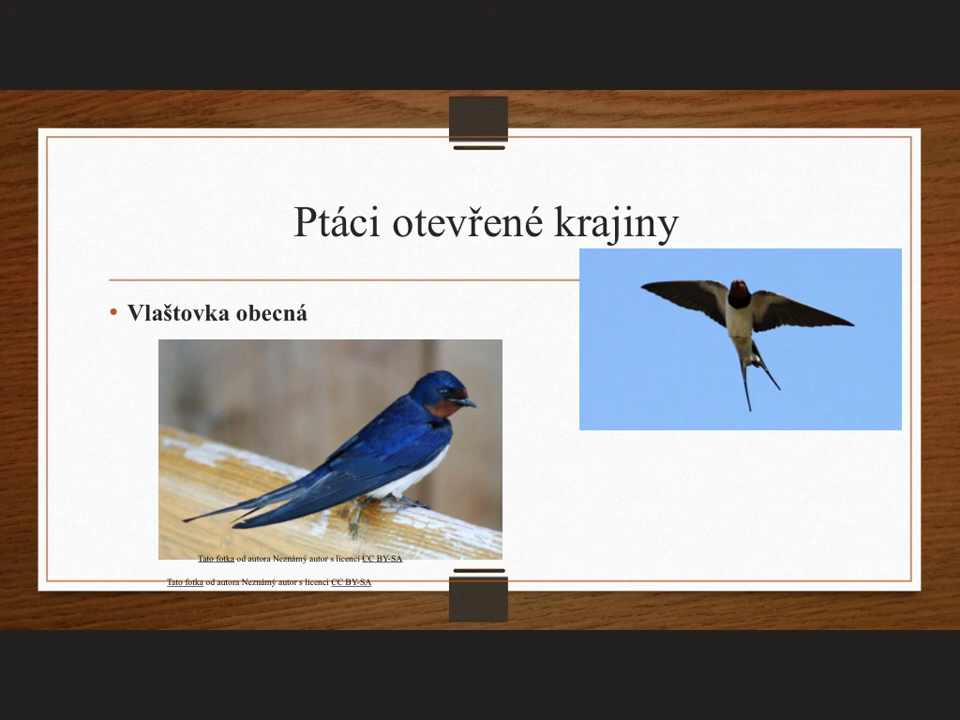 Ptáci otevřené krajiny
• Vlaštovka obecná
Tato fotka od autora Neznámý autor s licencí CC BY-SA
Tato fotka od autora Neznámý autor s licencí CC BY-SA